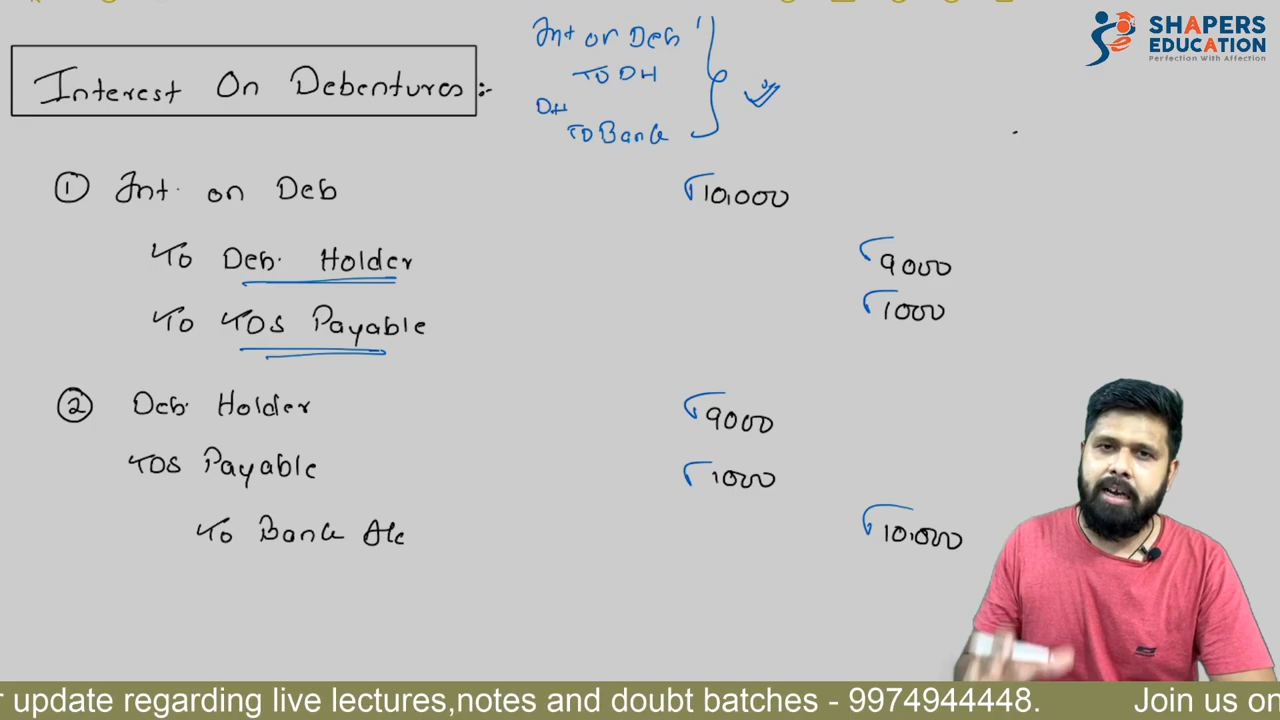 Interest On Debentures :-
Int on Deb
To DH
DH
To Bank
SHAPERS
EDUCATION
Perfection With Affection
① Int. on Deb 10,000
To Deb. Holder 9000
To TDS Payable 1000
② Deb. Holder 9000
TDS Payable 1000
To Bank A/c 10,000
r update regarding live lectures,notes and doubt batches - 9974944448. Join us on